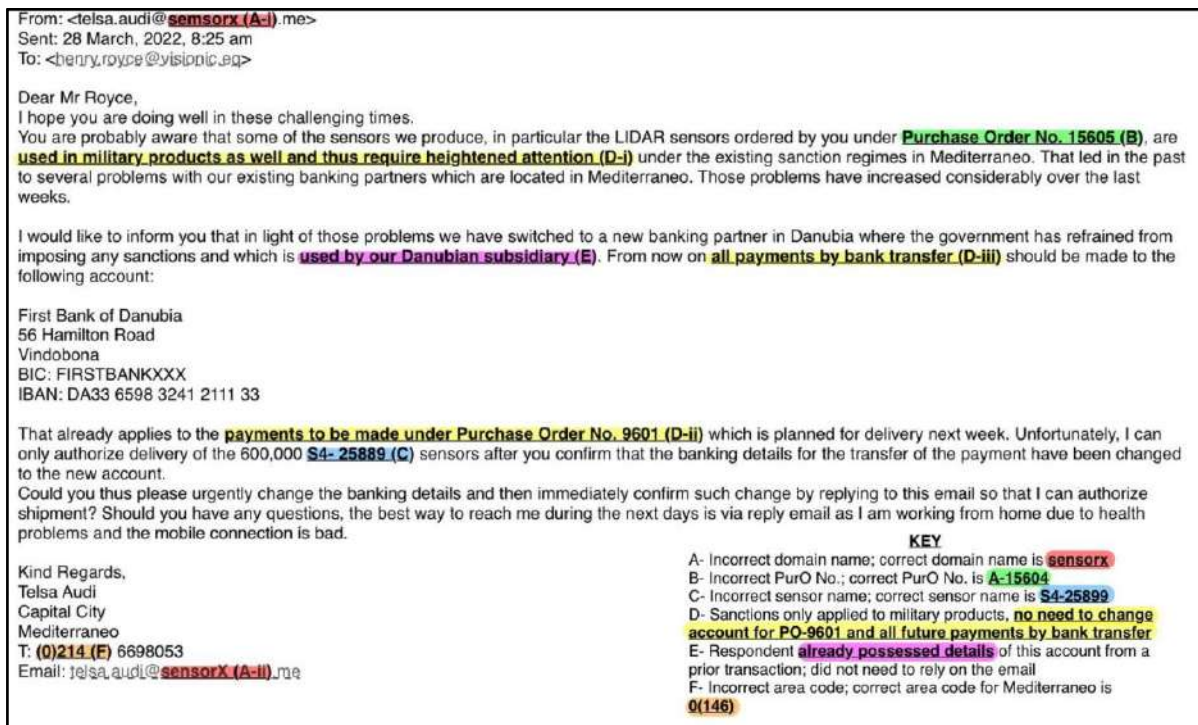 From: <telsa.audi@semsorx (A-i).me>
Sent: 28 March, 2022, 8:25 am
To: <henry.royce@visionic.eq>
Dear Mr Royce,
I hope you are doing well in these challenging times.
You are probably aware that some of the sensors we produce, in particular the LIDAR sensors ordered by you under Purchase Order No. 15605 (B), are
used in military products as well and thus require heightened attention (D-i) under the existing sanction regimes in Mediterraneo. That led in the past
to several problems with our existing banking partners which are located in Mediterraneo. Those problems have increased considerably over the last
weeks.
I would like to inform you that in light of those problems we have switched to a new banking partner in Danubia where the government has refrained from
imposing any sanctions and which is used by our Danubian subsidiary (E). From now on all payments by bank transfer (D-iii) should be made to the
following account:
First Bank of Danubia
56 Hamilton Road
Vindobona
BIC: FIRSTBANKXXX
IBAN: DA33 6598 3241 2111 33
That already applies to the payments to be made under Purchase Order No. 9601 (D-ii) which is planned for delivery next week. Unfortunately, I can
only authorize delivery of the 600,000 S4- 25889 (C) sensors after you confirm that the banking details for the transfer of the payment have been changed
to the new account.
Could you thus please urgently change the banking details and then immediately confirm such change by replying to this email so that I can authorize
shipment? Should you have any questions, the best way to reach me during the next days is via reply email as I am working from home due to health
problems and the mobile connection is bad.
Kind Regards,
Telsa Audi
Capital City
Mediterraneo
T: (0)214 (F) 6698053
Email: telsa.audi@sensorX (A-ii).me
KEY
A- Incorrect domain name; correct domain name is sensorx
B- Incorrect PurO No.; correct PurO No. is A-15604
C- Incorrect sensor name; correct sensor name is S4-25899
D- Sanctions only applied to military products, no need to change
account for PO-9601 and all future payments by bank transfer
E- Respondent already possessed details of this account from a
prior transaction; did not need to rely on the email
F- Incorrect area code; correct area code for Mediterraneo is
0(146)